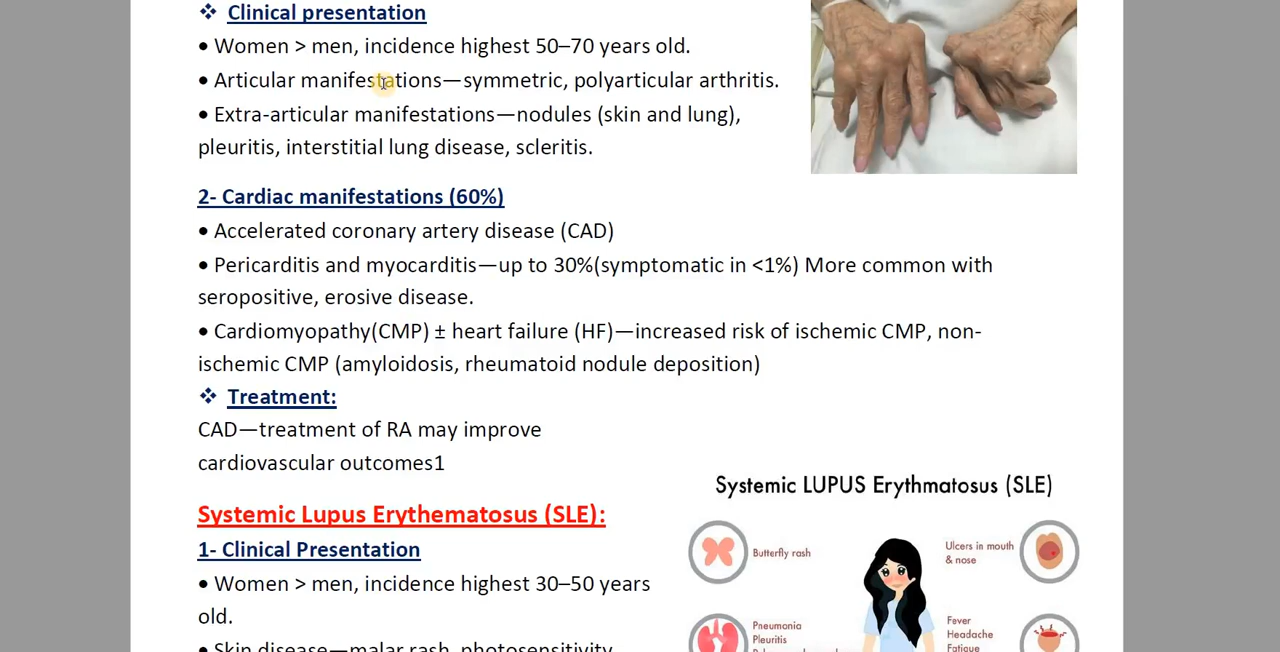 ❖ Clinical presentation
• Women > men, incidence highest 50–70 years old.
• Articular manifestations—symmetric, polyarticular arthritis.
• Extra-articular manifestations—nodules (skin and lung),
pleuritis, interstitial lung disease, scleritis.
2- Cardiac manifestations (60%)
• Accelerated coronary artery disease (CAD)
• Pericarditis and myocarditis—up to 30%(symptomatic in <1%) More common with
seropositive, erosive disease.
• Cardiomyopathy(CMP) ± heart failure (HF)—increased risk of ischemic CMP, non-
ischemic CMP (amyloidosis, rheumatoid nodule deposition)
❖ Treatment:
CAD—treatment of RA may improve
cardiovascular outcomes1
Systemic Lupus Erythematosus (SLE):
1- Clinical Presentation
• Women > men, incidence highest 30–50 years
old.
• Skin disease—malar rash, photosensitivity
Systemic LUPUS Erythmatosus (SLE)
Butterfly rash
Ulcers in mouth
& nose
Pneumonia
Pleuritis
Fever
Headache
Fatigue